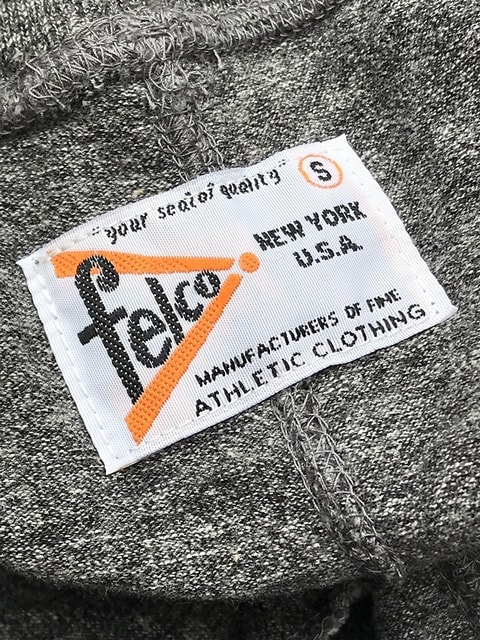 "your seal of quality"
S
NEW YORK
U.S.A.
felco
MANUFACTURERS OF FINE
ATHLETIC CLOTHING